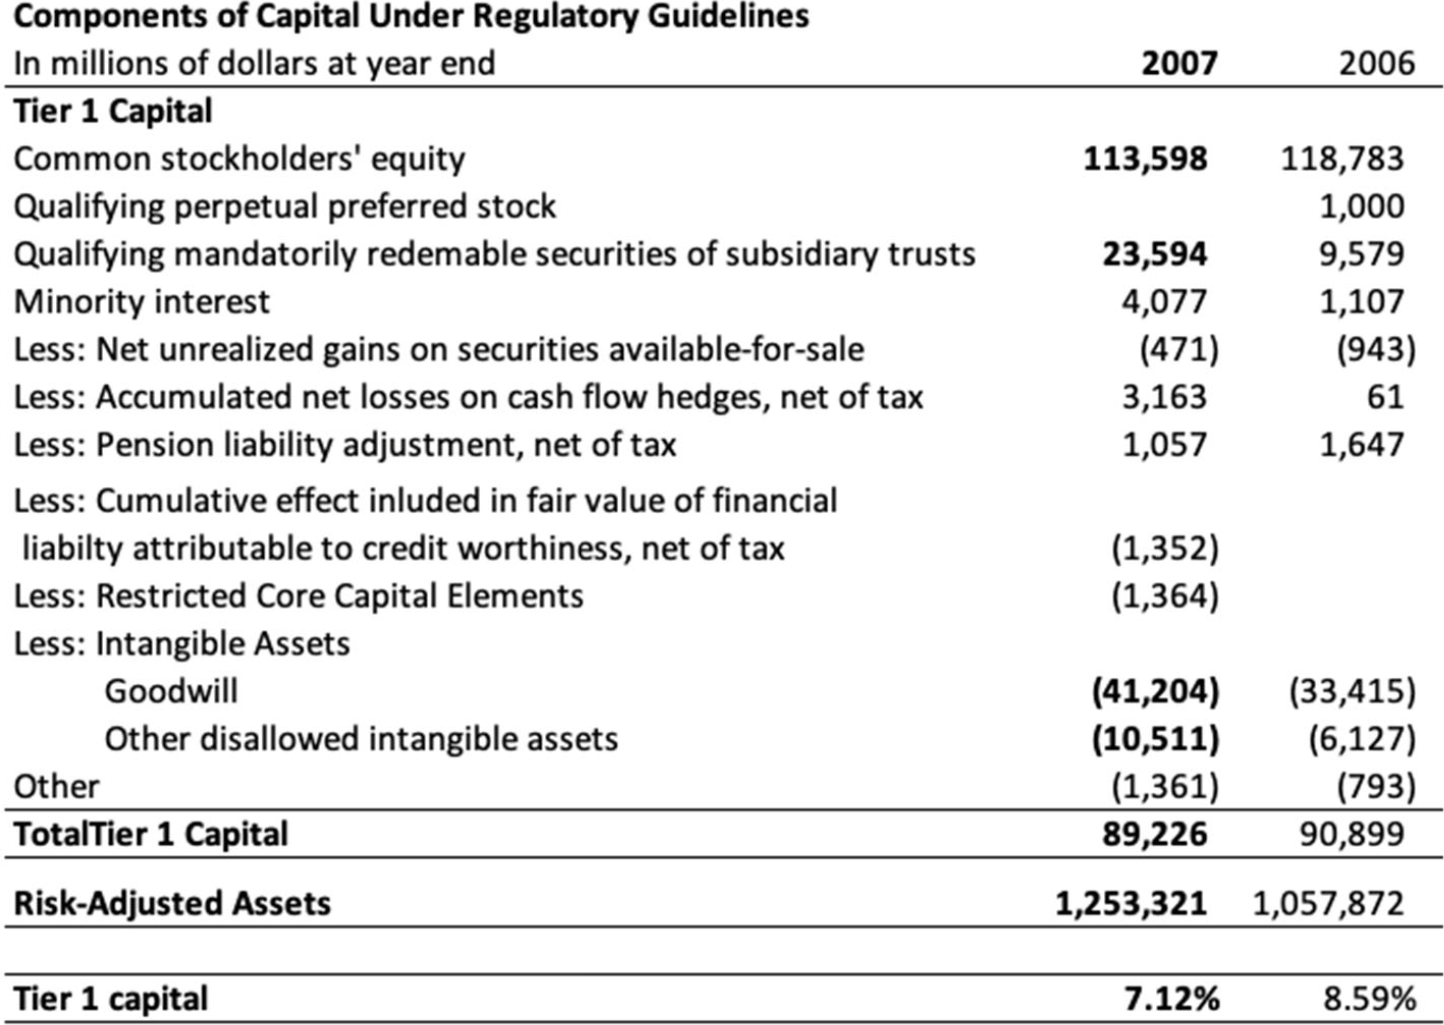 Components of Capital Under Regulatory Guidelines
In millions of dollars at year end 2007 2006
Tier 1 Capital
Common stockholders' equity 113,598 118,783
Qualifying perpetual preferred stock 1,000
Qualifying mandatorily redemable securities of subsidiary trusts 23,594 9,579
Minority interest 4,077 1,107
Less: Net unrealized gains on securities available-for-sale (471) (943)
Less: Accumulated net losses on cash flow hedges, net of tax 3,163 61
Less: Pension liability adjustment, net of tax 1,057 1,647
Less: Cumulative effect inluded in fair value of financial
liabilty attributable to credit worthiness, net of tax (1,352)
Less: Restricted Core Capital Elements (1,364)
Less: Intangible Assets
Goodwill (41,204) (33,415)
Other disallowed intangible assets (10,511) (6,127)
Other (1,361) (793)
TotalTier 1 Capital 89,226 90,899
Risk-Adjusted Assets 1,253,321 1,057,872
Tier 1 capital 7.12% 8.59%